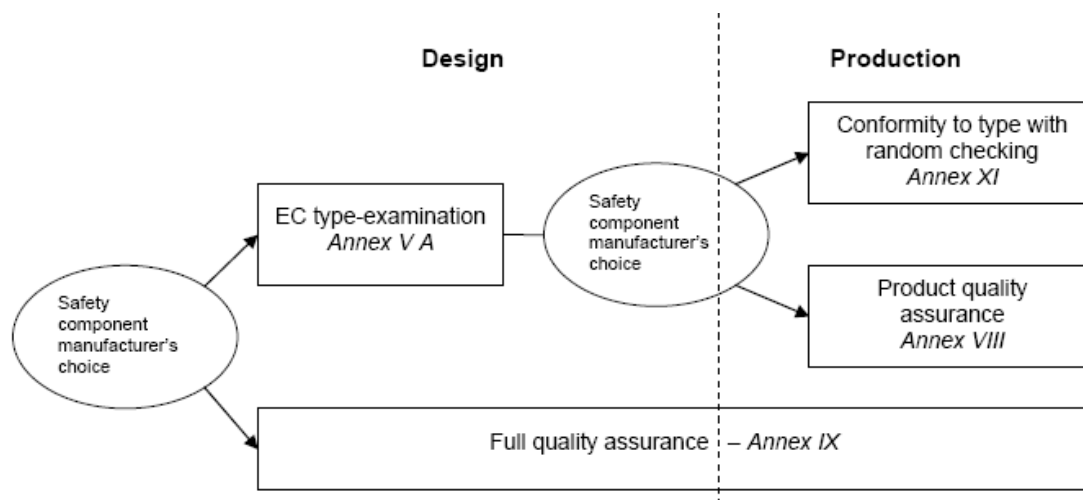 Design
Production
Conformity to type with
random checking
Annex XI
EC type-examination
Annex V A
Safety
component
manufacturer's
choice
Product quality
assurance
Annex VIII
Safety
component
manufacturer's
choice
Full quality assurance – Annex IX